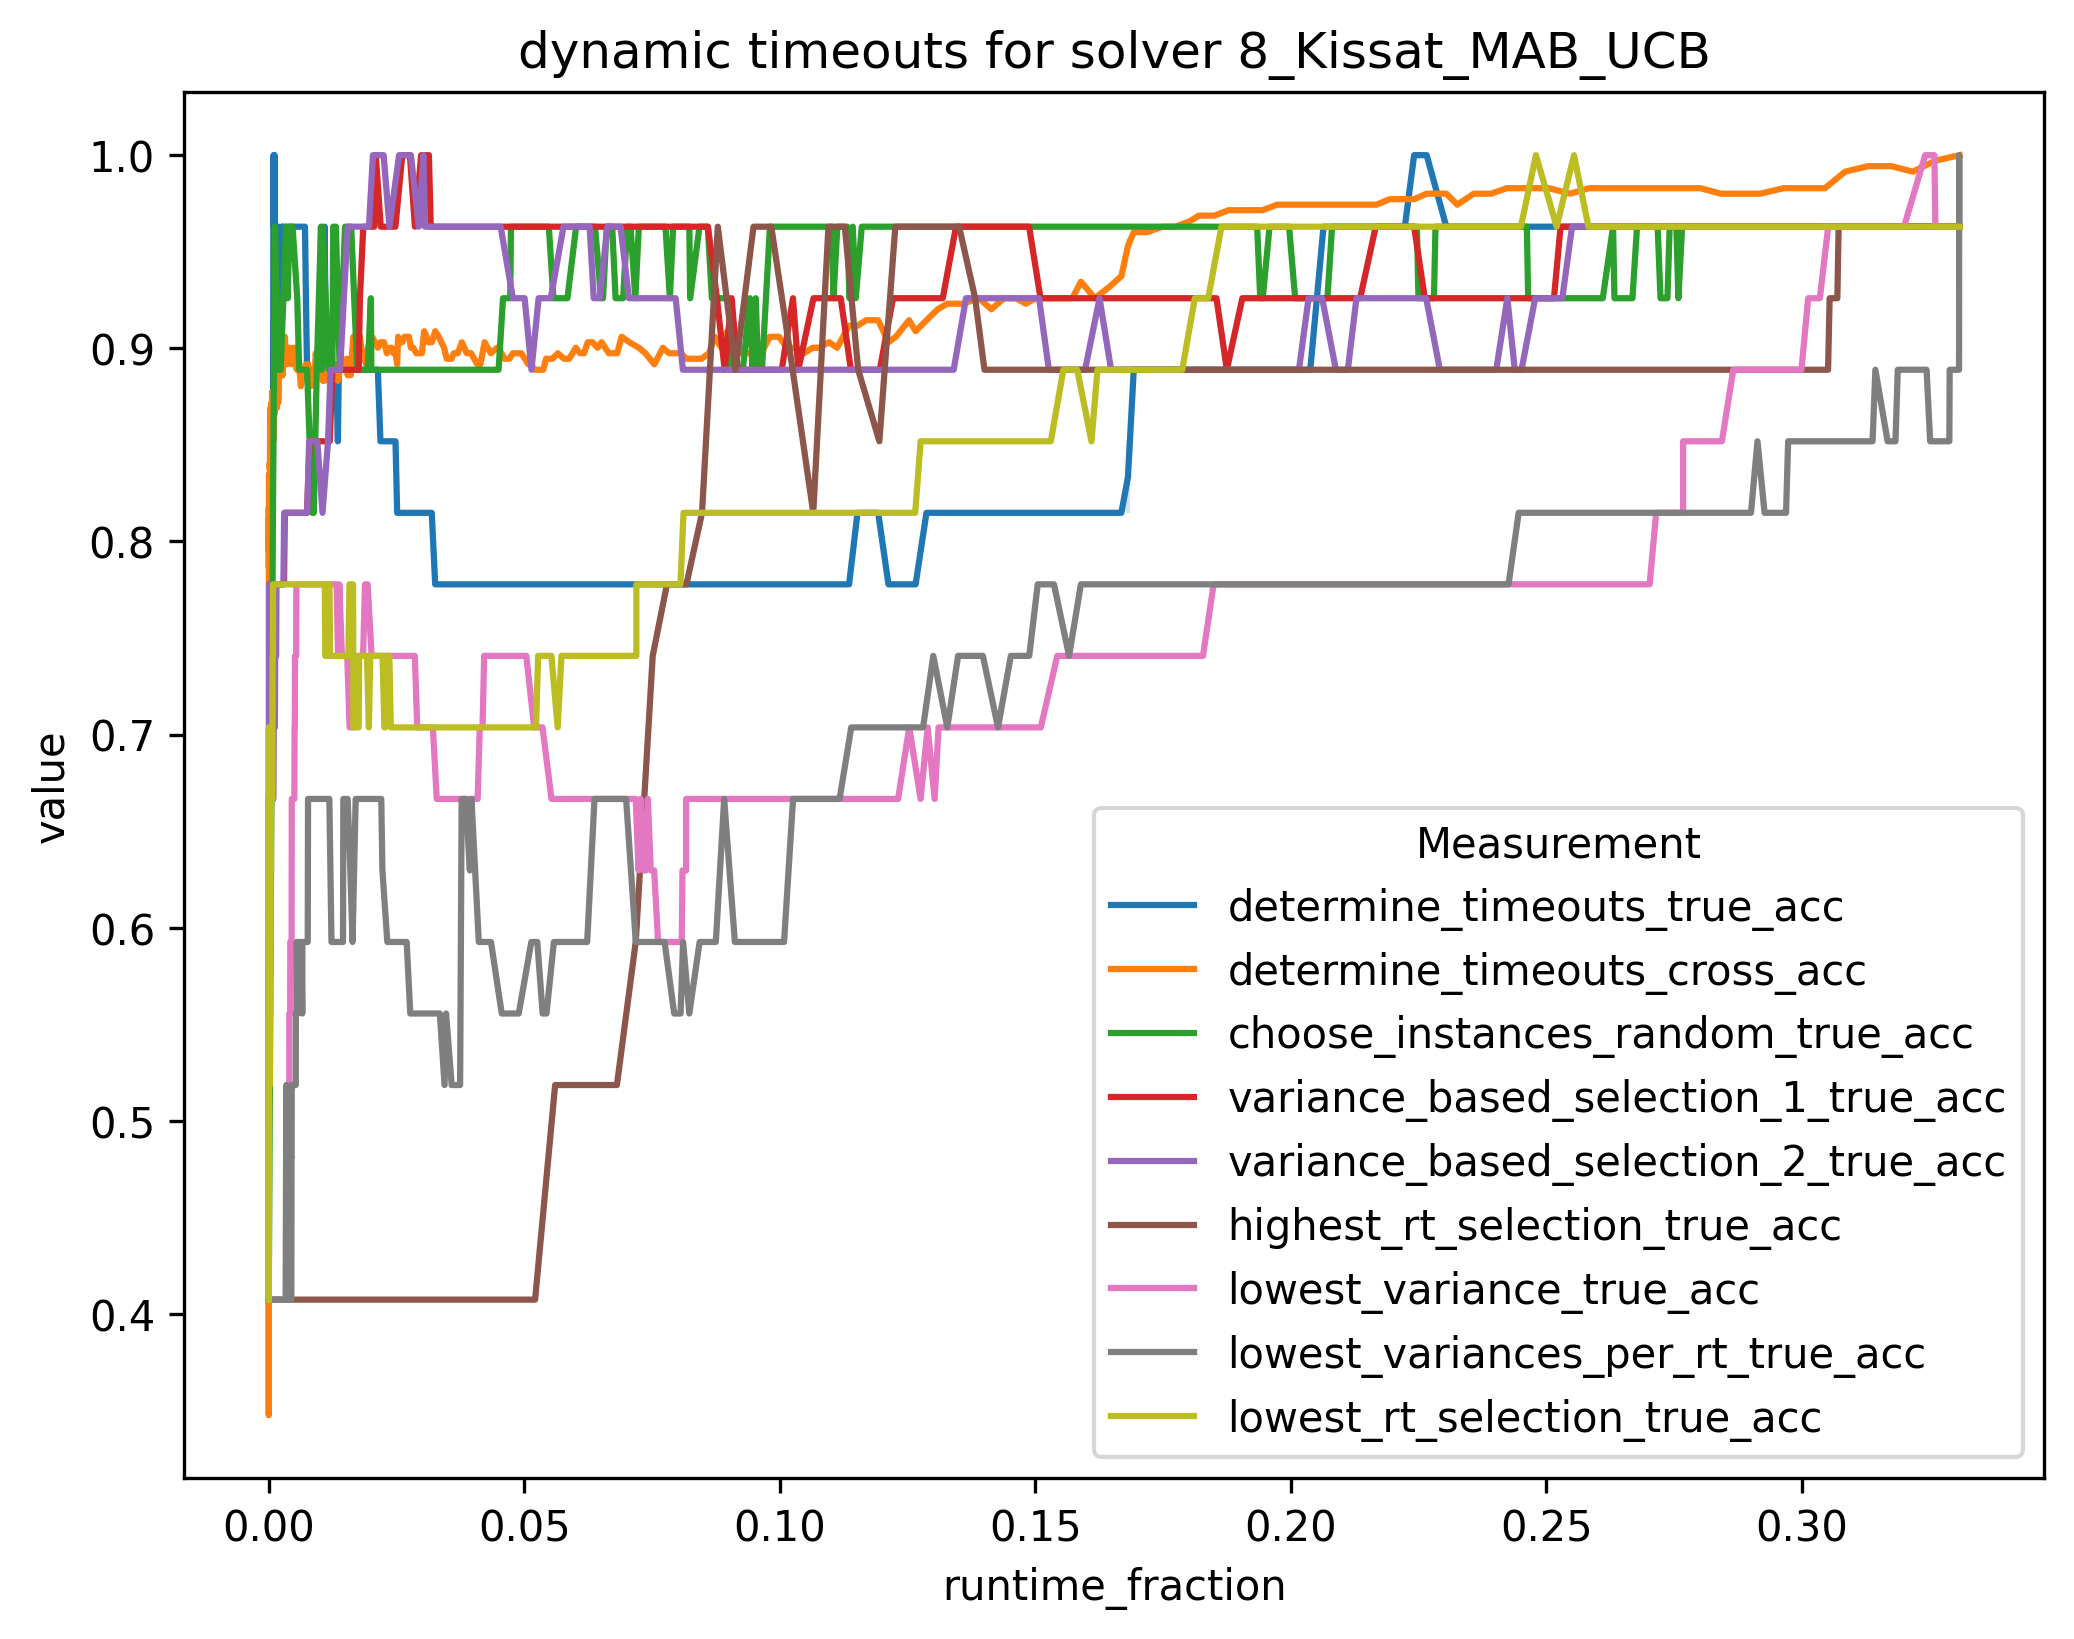 dynamic timeouts for solver 8_Kissat_MAB_UCB
1.0
0.9
0.8
0.7
0.6
0.5
0.4
value
0.00 0.05 0.10 0.15 0.20 0.25 0.30
runtime_fraction
Measurement
determine_timeouts_true_acc
determine_timeouts_cross_acc
choose_instances_random_true_acc
variance_based_selection_1_true_acc
variance_based_selection_2_true_acc
highest_rt_selection_true_acc
lowest_variance_true_acc
lowest_variances_per_rt_true_acc
lowest_rt_selection_true_acc